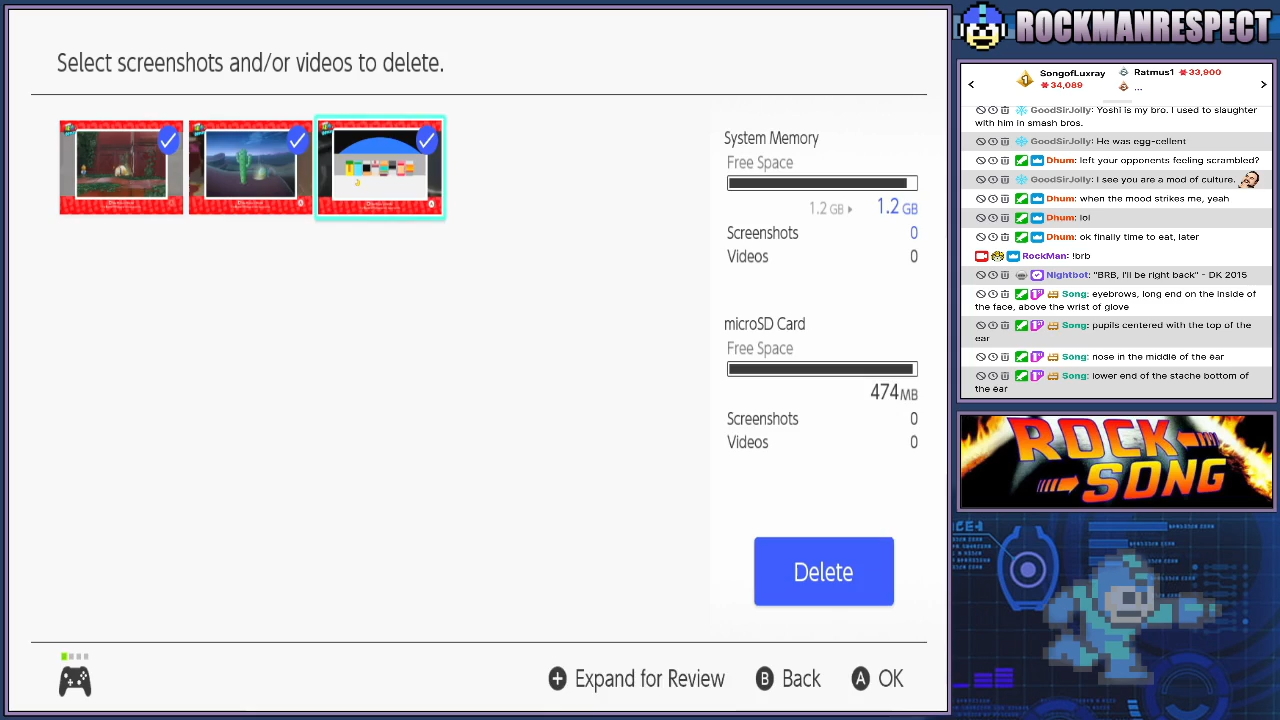 Select screenshots and/or videos to delete.
System Memory
Free Space
1.2 GB 1.2 GB
Screenshots 0
Videos 0
microSD Card
Free Space
474 MB
Screenshots 0
Videos 0
Delete
+ Expand for Review B Back A OK
ROCKMANRESPECT
1 SongofLuxray 34,089
Ratmus1 33,900
...
GoodSirJolly: Yoshi is my bro. I used to slaughter
with him in smash bros.
GoodSirJolly: He was egg-cellent
Dhum: left your opponents feeling scrambled?
GoodSirJolly: I see you are a mod of culture.
Dhum: when the mood strikes me, yeah
Dhum: lol
Dhum: ok finally time to eat, later
RockMan: !brb
Nightbot: "BRB, I'll be right back" - DK 2015
Song: eyebrows, long end on the inside of
the face, above the wrist of glove
Song: pupils centered with the top of the
ear
Song: nose in the middle of the ear
Song: lower end of the stache bottom of
the ear
ROCK
SONG